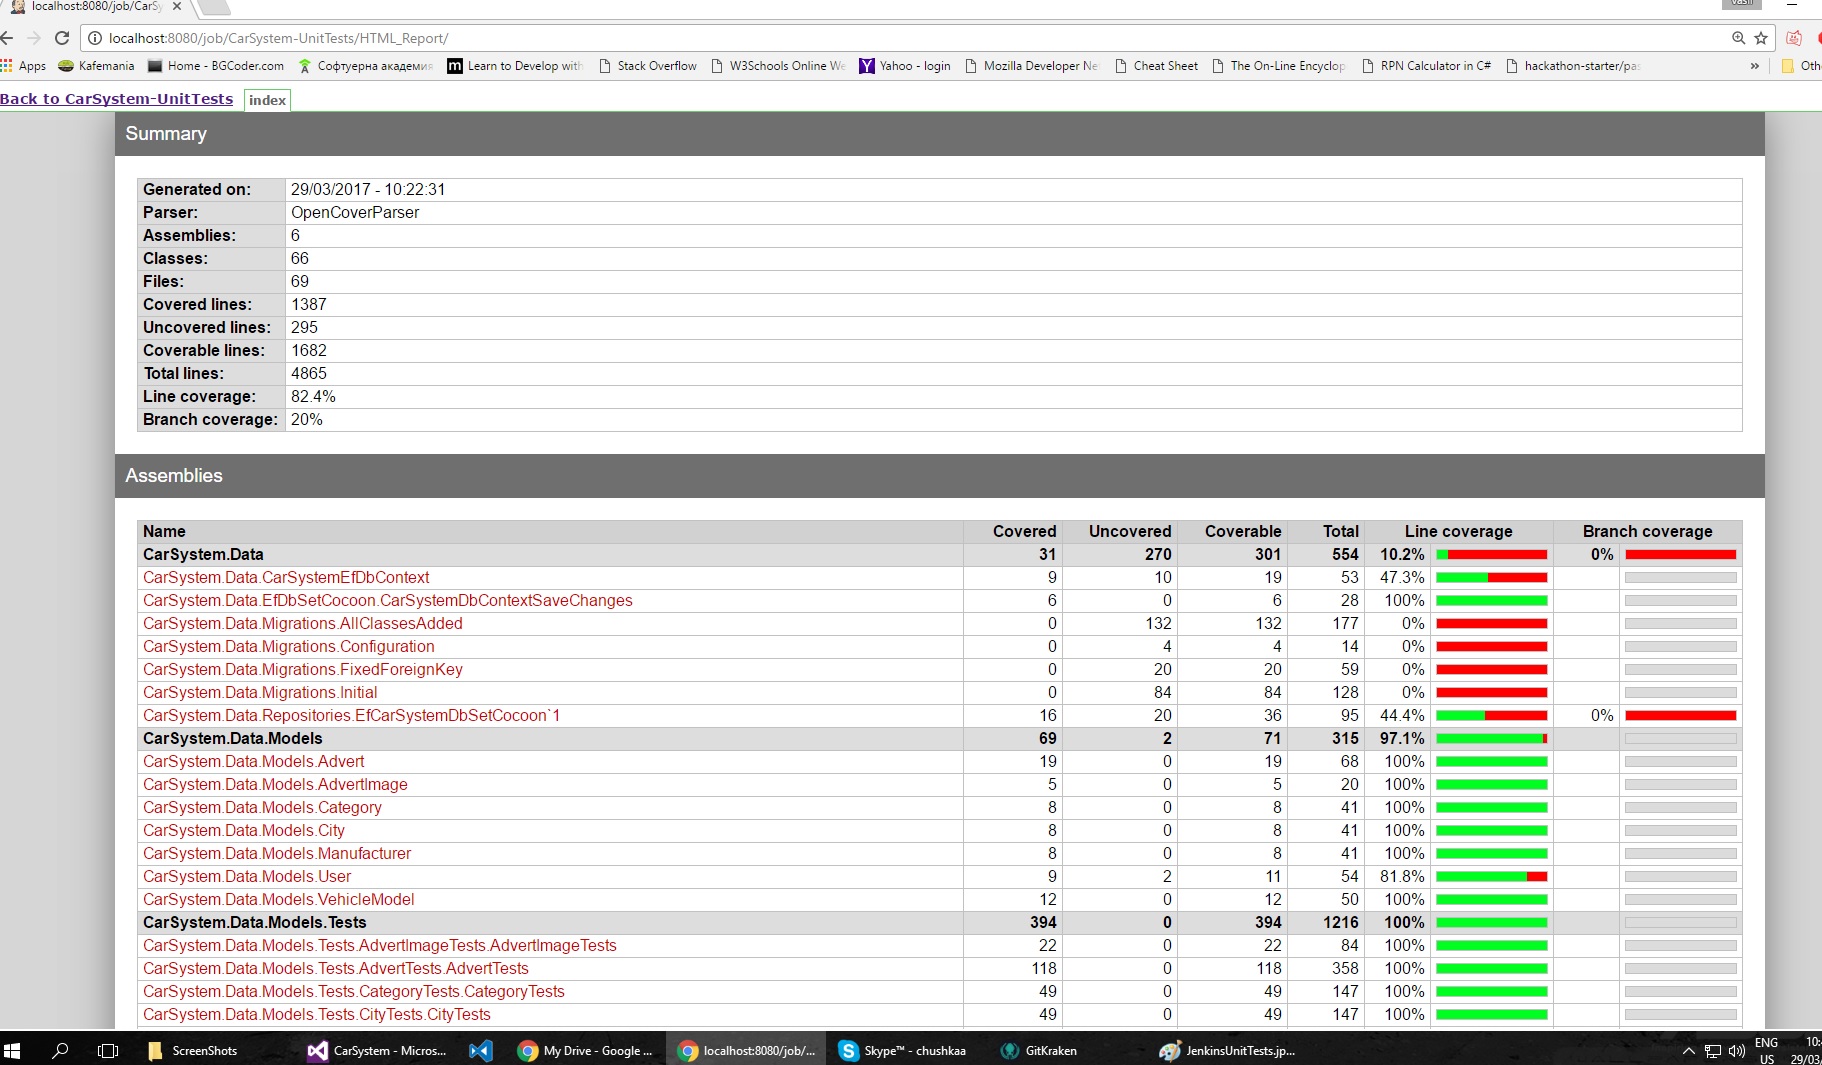 localhost:8080/job/CarSy
Vasil
localhost:8080/job/CarSystem-UnitTests/HTML_Report/
Apps Kafemania Home - BGCoder.com Софтуерна академия Learn to Develop with Stack Overflow W3Schools Online We Yahoo - login Mozilla Developer Ne Cheat Sheet The On-Line Encyclop RPN Calculator in C# hackathon-starter/pas » Oth
Back to CarSystem-UnitTests index
Summary
Generated on: 29/03/2017 - 10:22:31
Parser: OpenCoverParser
Assemblies: 6
Classes: 66
Files: 69
Covered lines: 1387
Uncovered lines: 295
Coverable lines: 1682
Total lines: 4865
Line coverage: 82.4%
Branch coverage: 20%
Assemblies
Name Covered Uncovered Coverable Total Line coverage Branch coverage
CarSystem.Data 31 270 301 554 10.2% 0%
CarSystem.Data.CarSystemEfDbContext 9 10 19 53 47.3%
CarSystem.Data.EfDbSetCocoon.CarSystemDbContextSaveChanges 6 0 6 28 100%
CarSystem.Data.Migrations.AllClassesAdded 0 132 132 177 0%
CarSystem.Data.Migrations.Configuration 0 4 4 14 0%
CarSystem.Data.Migrations.FixedForeignKey 0 20 20 59 0%
CarSystem.Data.Migrations.Initial 0 84 84 128 0%
CarSystem.Data.Repositories.EfCarSystemDbSetCocoon`1 16 20 36 95 44.4% 0%
CarSystem.Data.Models 69 2 71 315 97.1%
CarSystem.Data.Models.Advert 19 0 19 68 100%
CarSystem.Data.Models.AdvertImage 5 0 5 20 100%
CarSystem.Data.Models.Category 8 0 8 41 100%
CarSystem.Data.Models.City 8 0 8 41 100%
CarSystem.Data.Models.Manufacturer 8 0 8 41 100%
CarSystem.Data.Models.User 9 2 11 54 81.8%
CarSystem.Data.Models.VehicleModel 12 0 12 50 100%
CarSystem.Data.Models.Tests 394 0 394 1216 100%
CarSystem.Data.Models.Tests.AdvertImageTests.AdvertImageTests 22 0 22 84 100%
CarSystem.Data.Models.Tests.AdvertTests.AdvertTests 118 0 118 358 100%
CarSystem.Data.Models.Tests.CategoryTests.CategoryTests 49 0 49 147 100%
CarSystem.Data.Models.Tests.CityTests.CityTests 49 0 49 147 100%
ScreenShots CarSystem - Micros... My Drive - Google ... localhost:8080/job/... Skype™ - chushkaa GitKraken JenkinsUnitTests.jp... ENG 10:
US 29/03